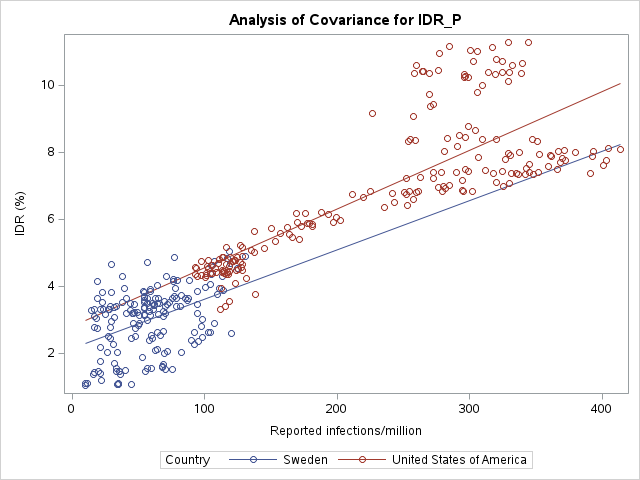 Analysis of Covariance for IDR_P
IDR (%)
10
8
6
4
2
0 100 200 300 400
Reported infections/million
Country Sweden United States of America